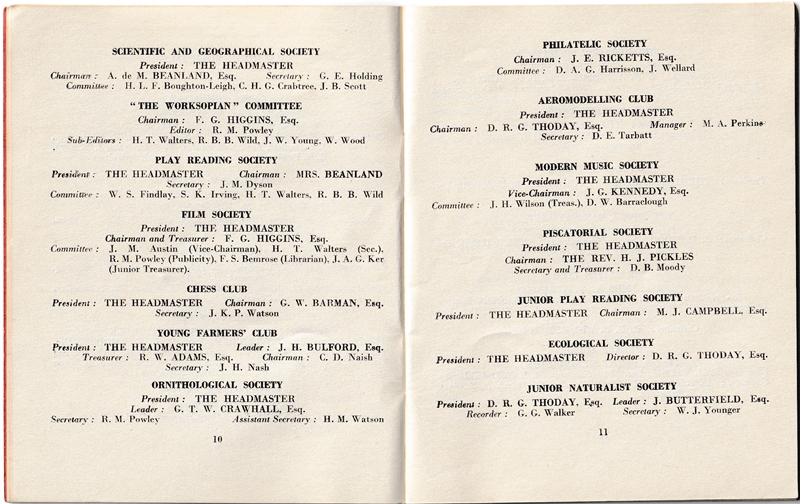 SCIENTIFIC AND GEOGRAPHICAL SOCIETY
President : THE HEADMASTER
Chairman : A. de M. BEANLAND, Esq. Secretary : G. E. Holding
Committee : H. L. F. Boughton-Leigh, C. H. G. Crabtree, J. B. Scott
"THE WORKSOPIAN" COMMITTEE
Chairman : F. G. HIGGINS, Esq.
Editor : R. M. Powley
Sub-Editors : H. T. Walters, R. B. B. Wild, J. W. Young, W. Wood
PLAY READING SOCIETY
President : THE HEADMASTER Chairman : MRS. BEANLAND
Secretary : J. M. Dyson
Committee : W. S. Findlay, S. K. Irving, H. T. Walters, R. B. B. Wild
FILM SOCIETY
President : THE HEADMASTER
Chairman and Treasurer : F. G. HIGGINS, Esq.
Committee : J. M. Austin (Vice-Chairman), H. T. Walters (Sec.),
R. M. Powley (Publicity), F. S. Bemrose (Librarian), J. A. G. Ker
(Junior Treasurer).
CHESS CLUB
President : THE HEADMASTER Chairman : G. W. BARMAN, Esq.
Secretary : J. K. P. Watson
YOUNG FARMERS' CLUB
President : THE HEADMASTER Leader : J. H. BULFORD, Esq.
Treasurer : R. W. ADAMS, Esq. Chairman : C. D. Naish
Secretary : J. H. Nash
ORNITHOLOGICAL SOCIETY
President : THE HEADMASTER
Leader : G. T. W. CRAWHALL, Esq.
Secretary : R. M. Powley Assistant Secretary : H. M. Watson
10
PHILATELIC SOCIETY
Chairman : J. E. RICKETTS, Esq.
Committee : D. A. G. Harrisson, J. Wellard
AEROMODELLING CLUB
President : THE HEADMASTER
Chairman : D. R. G. THODAY, Esq. Manager : M. A. Perkins
Secretary : D. E. Tarbatt
MODERN MUSIC SOCIETY
President : THE HEADMASTER
Vice-Chairman : J. G. KENNEDY, Esq.
Committee : J. H. Wilson (Treas.), D. W. Barraclough
PISCATORIAL SOCIETY
President : THE HEADMASTER
Chairman : THE REV. H. J. PICKLES
Secretary and Treasurer : D. B. Moody
JUNIOR PLAY READING SOCIETY
President : THE HEADMASTER Chairman : M. J. CAMPBELL, Esq.
ECOLOGICAL SOCIETY
President : THE HEADMASTER Director : D. R. G. THODAY, Esq.
JUNIOR NATURALIST SOCIETY
President : D. R. G. THODAY, Esq. Leader : J. BUTTERFIELD, Esq.
Recorder : G. G. Walker Secretary : W. J. Younger
11